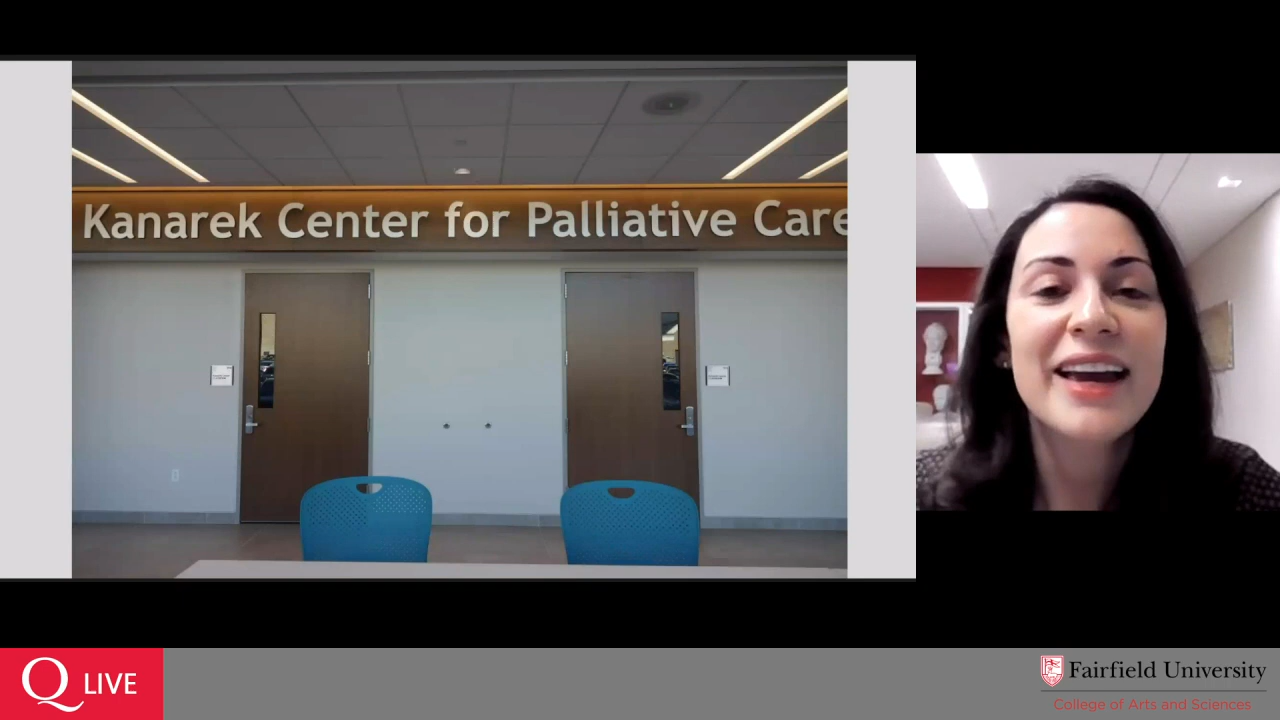 Kanarek Center for Palliative Care
Q LIVE
Fairfield University
College of Arts and Sciences